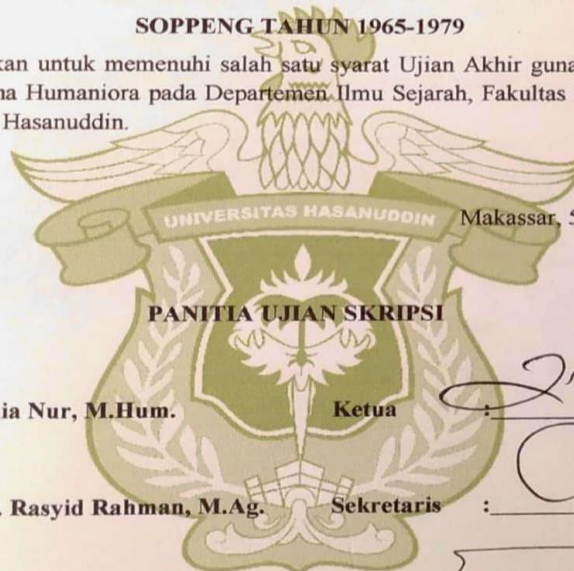 SOPPENG TAHUN 1965-1979
kan untuk memenuhi salah satu syarat Ujian Akhir guna
na Humaniora pada Departemen Ilmu Sejarah, Fakultas
Hasanuddin.
UNIVERSITAS HASANUDDIN
Makassar, 5
PANITIA UJIAN SKRIPSI
ia Nur, M.Hum. Ketua :
. Rasyid Rahman, M.Ag. Sekretaris :